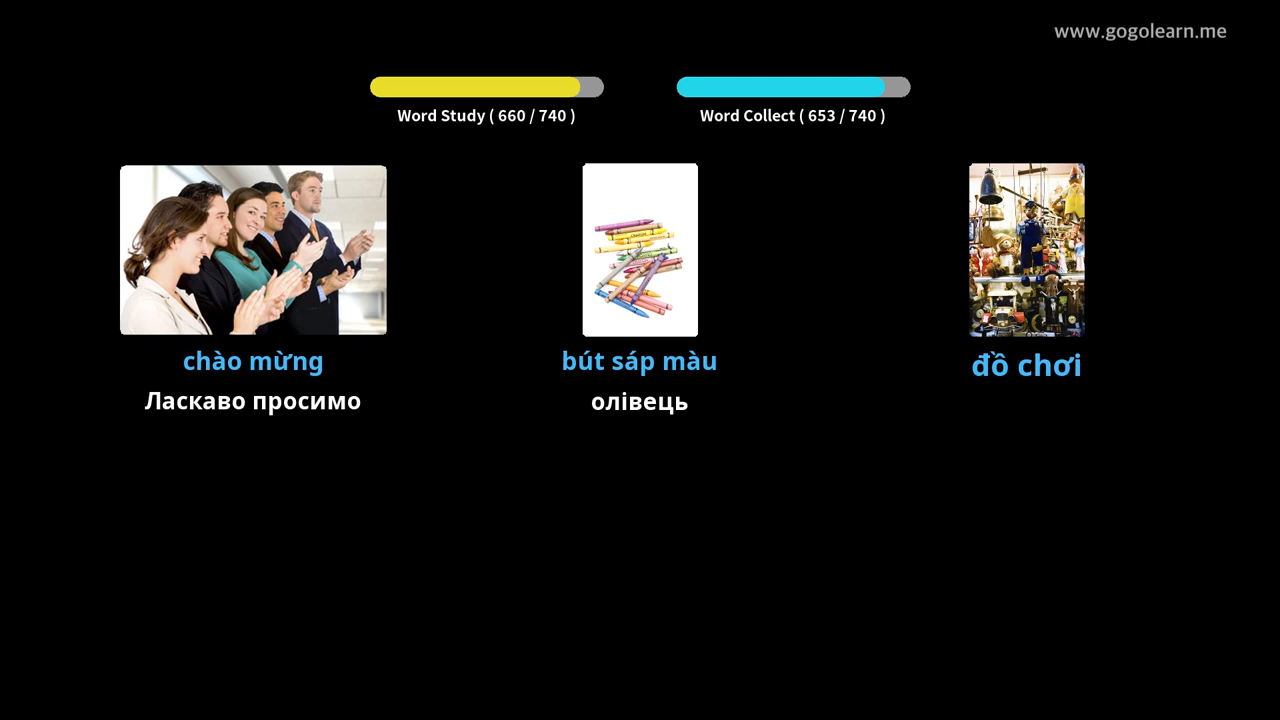 www.gogolearn.me
Word Study ( 660 / 740 )
Word Collect ( 653 / 740 )
chào mừng
Ласкаво просимо
bút sáp màu
олівець
đồ chơi